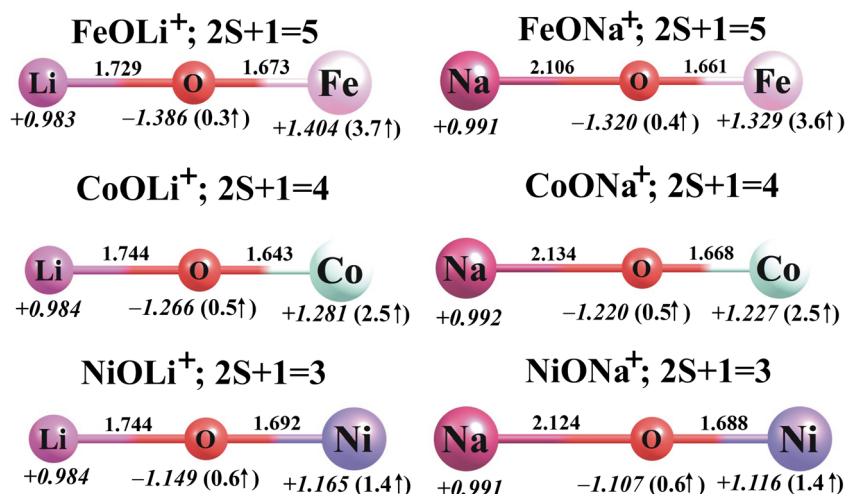 FeOLi⁺; 2S+1=5
Li 1.729 O 1.673 Fe
+0.983 −1.386 (0.3↑) +1.404 (3.7↑)
FeONa⁺; 2S+1=5
Na 2.106 O 1.661 Fe
+0.991 −1.320 (0.4↑) +1.329 (3.6↑)
CoOLi⁺; 2S+1=4
Li 1.744 O 1.643 Co
+0.984 −1.266 (0.5↑) +1.281 (2.5↑)
CoONa⁺; 2S+1=4
Na 2.134 O 1.668 Co
+0.992 −1.220 (0.5↑) +1.227 (2.5↑)
NiOLi⁺; 2S+1=3
Li 1.744 O 1.692 Ni
+0.984 −1.149 (0.6↑) +1.165 (1.4↑)
NiONa⁺; 2S+1=3
Na 2.124 O 1.688 Ni
+0.991 −1.107 (0.6↑) +1.116 (1.4↑)